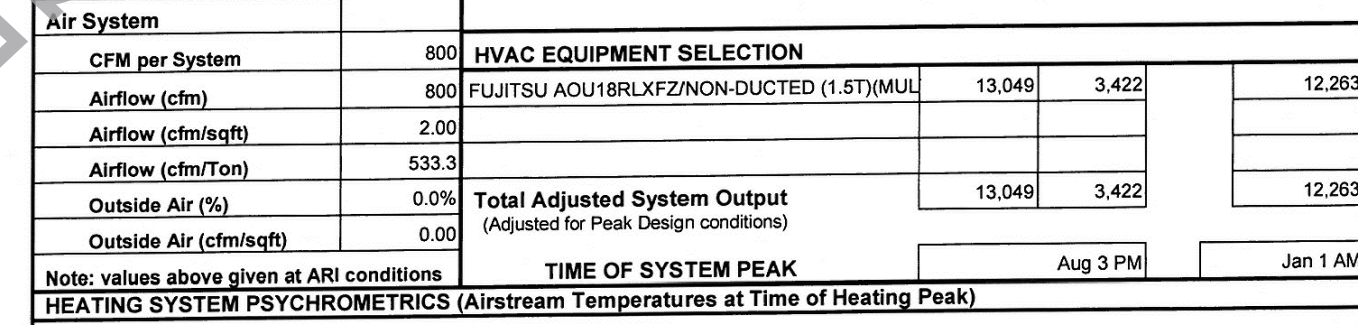 Air System
CFM per System 800
Airflow (cfm) 800
Airflow (cfm/sqft) 2.00
Airflow (cfm/Ton) 533.3
Outside Air (%) 0.0%
Outside Air (cfm/sqft) 0.00
Note: values above given at ARI conditions
HVAC EQUIPMENT SELECTION
FUJITSU AOU18RLXFZ/NON-DUCTED (1.5T)(MUL 13,049 3,422 12,263
Total Adjusted System Output 13,049 3,422 12,263
(Adjusted for Peak Design conditions)
TIME OF SYSTEM PEAK Aug 3 PM Jan 1 AM
HEATING SYSTEM PSYCHROMETRICS (Airstream Temperatures at Time of Heating Peak)